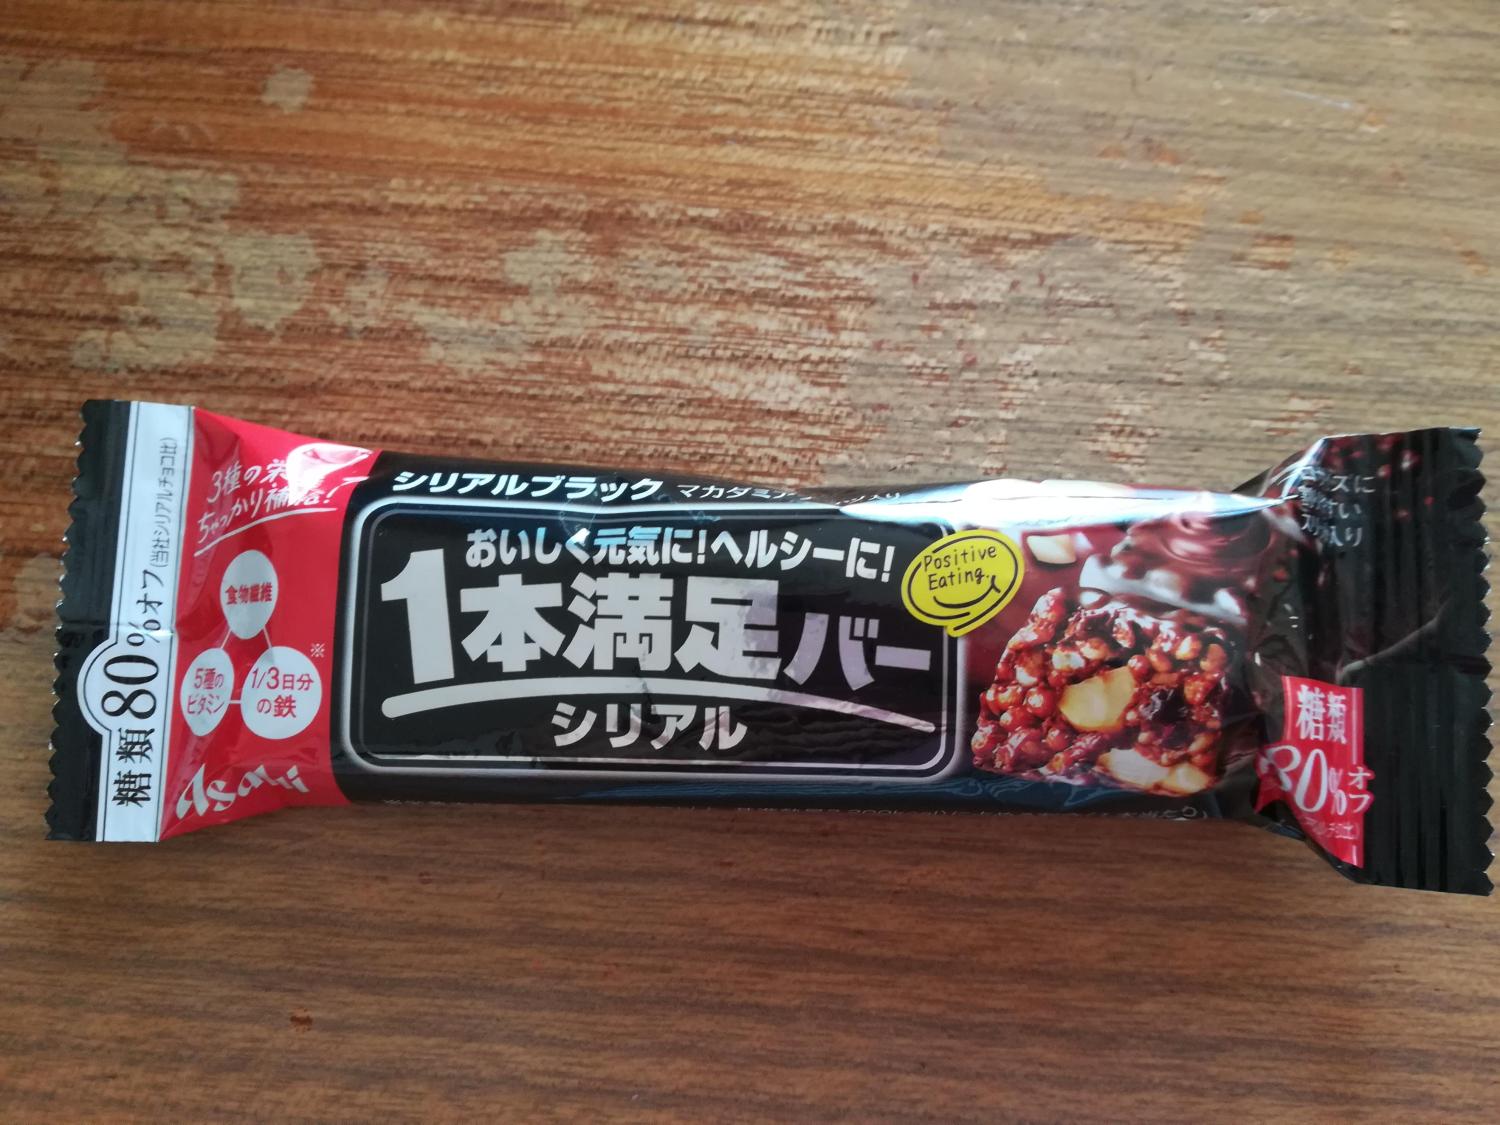 糖類80%オフ(当社シリアルチョコ比)
3種の栄
ちゃっかり補給!
食物繊維
5種の
ビタミン
1/3日分
の鉄
※
Asahi
シリアルブラック
おいしく元気に!ヘルシーに!
1本満足バー
シリアル
Positive
Eating.
糖類
80%オフ